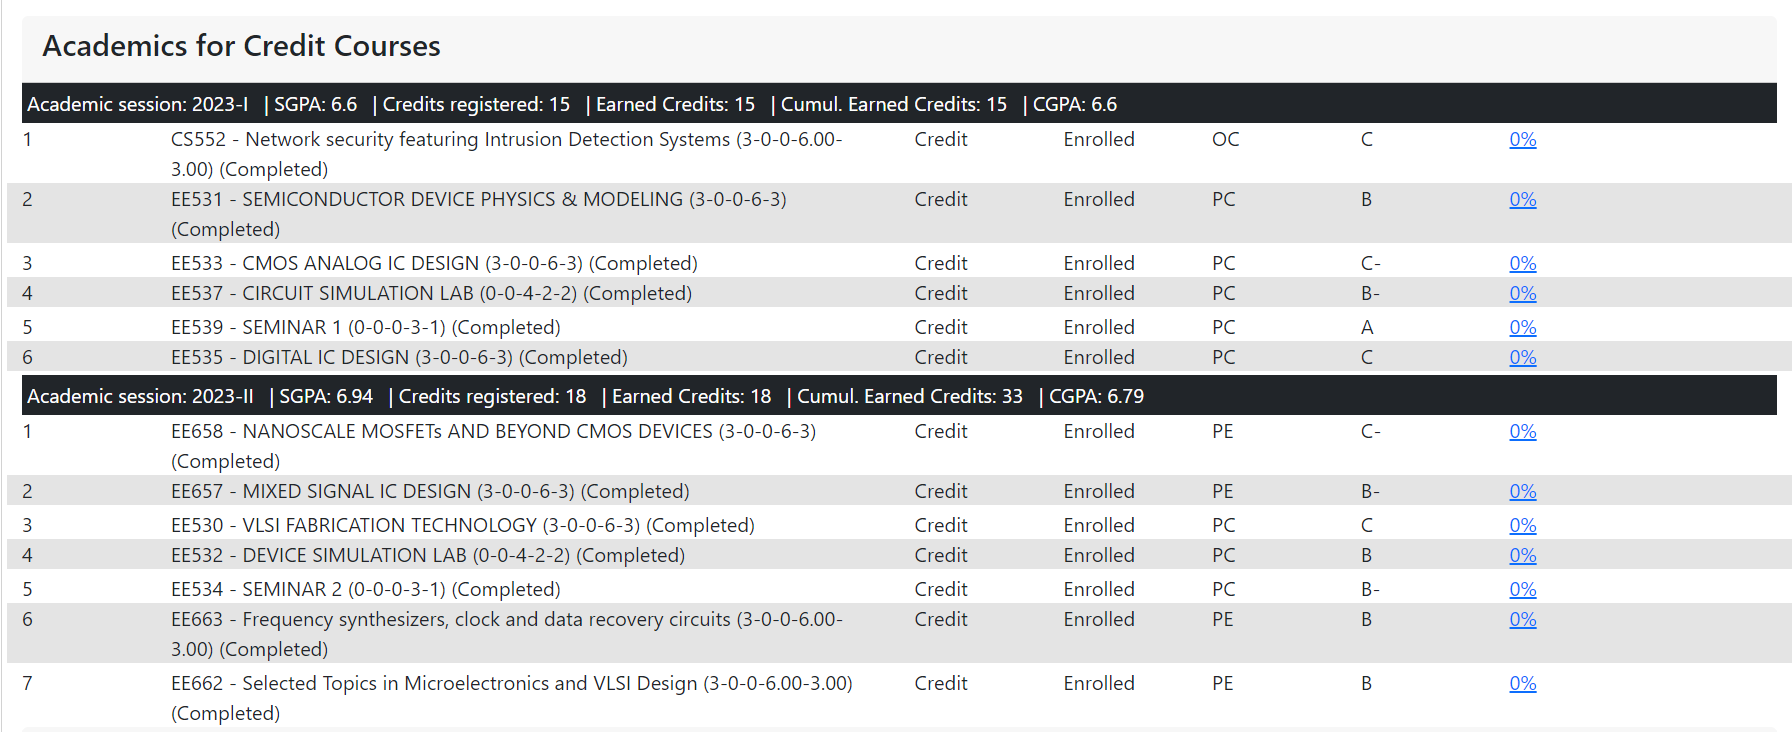 Academics for Credit Courses
Academic session: 2023-I | SGPA: 6.6 | Credits registered: 15 | Earned Credits: 15 | Cumul. Earned Credits: 15 | CGPA: 6.6
1 CS552 - Network security featuring Intrusion Detection Systems (3-0-0-6.00- Credit Enrolled OC C 0%
3.00) (Completed)
2 EE531 - SEMICONDUCTOR DEVICE PHYSICS & MODELING (3-0-0-6-3) Credit Enrolled PC B 0%
(Completed)
3 EE533 - CMOS ANALOG IC DESIGN (3-0-0-6-3) (Completed) Credit Enrolled PC C- 0%
4 EE537 - CIRCUIT SIMULATION LAB (0-0-4-2-2) (Completed) Credit Enrolled PC B- 0%
5 EE539 - SEMINAR 1 (0-0-0-3-1) (Completed) Credit Enrolled PC A 0%
6 EE535 - DIGITAL IC DESIGN (3-0-0-6-3) (Completed) Credit Enrolled PC C 0%
Academic session: 2023-II | SGPA: 6.94 | Credits registered: 18 | Earned Credits: 18 | Cumul. Earned Credits: 33 | CGPA: 6.79
1 EE658 - NANOSCALE MOSFETs AND BEYOND CMOS DEVICES (3-0-0-6-3) Credit Enrolled PE C- 0%
(Completed)
2 EE657 - MIXED SIGNAL IC DESIGN (3-0-0-6-3) (Completed) Credit Enrolled PE B- 0%
3 EE530 - VLSI FABRICATION TECHNOLOGY (3-0-0-6-3) (Completed) Credit Enrolled PC C 0%
4 EE532 - DEVICE SIMULATION LAB (0-0-4-2-2) (Completed) Credit Enrolled PC B 0%
5 EE534 - SEMINAR 2 (0-0-0-3-1) (Completed) Credit Enrolled PC B- 0%
6 EE663 - Frequency synthesizers, clock and data recovery circuits (3-0-0-6.00- Credit Enrolled PE B 0%
3.00) (Completed)
7 EE662 - Selected Topics in Microelectronics and VLSI Design (3-0-0-6.00-3.00) Credit Enrolled PE B 0%
(Completed)